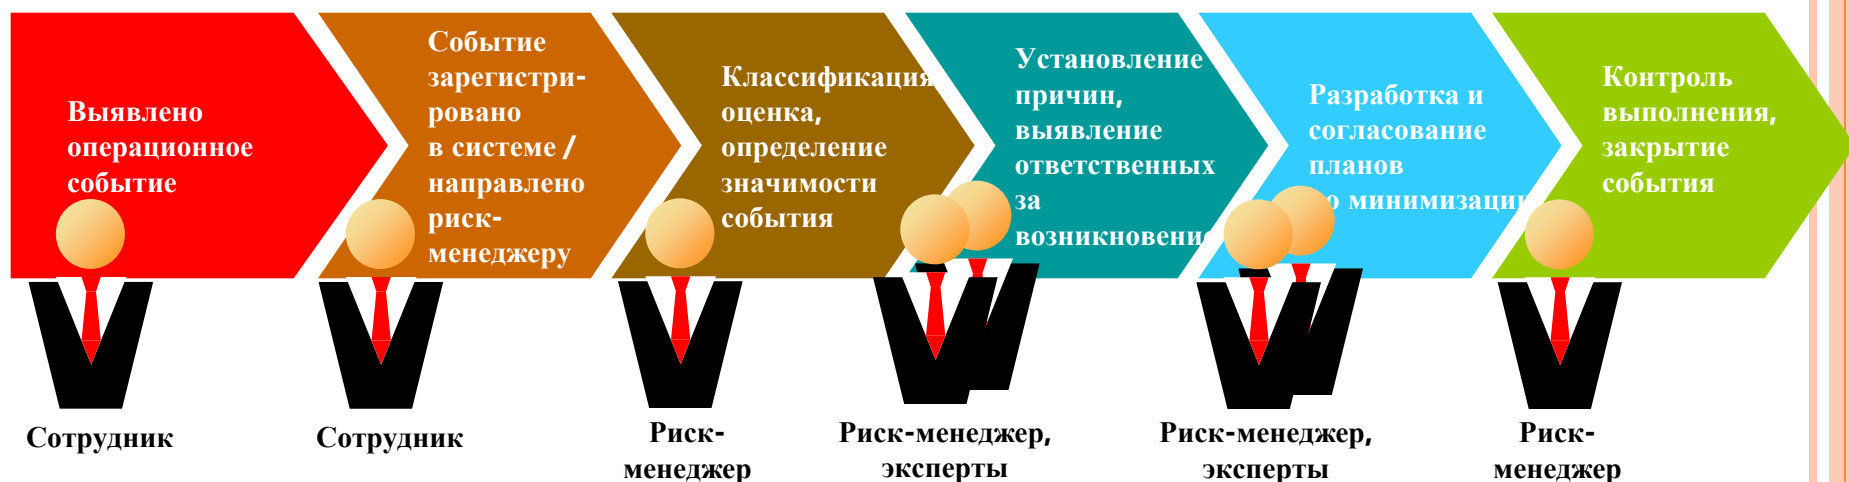 Выявлено
операционное
событие
Событие
зарегистри-
ровано
в системе /
направлено
риск-
менеджеру
Классификация
оценка,
определение
значимости
события
Установление
причин,
выявление
ответственных
за
возникновение
Разработка и
согласование
планов
о минимизации
Контроль
выполнения,
закрытие
события
Сотрудник
Сотрудник
Риск-
менеджер
Риск-менеджер,
эксперты
Риск-менеджер,
эксперты
Риск-
менеджер